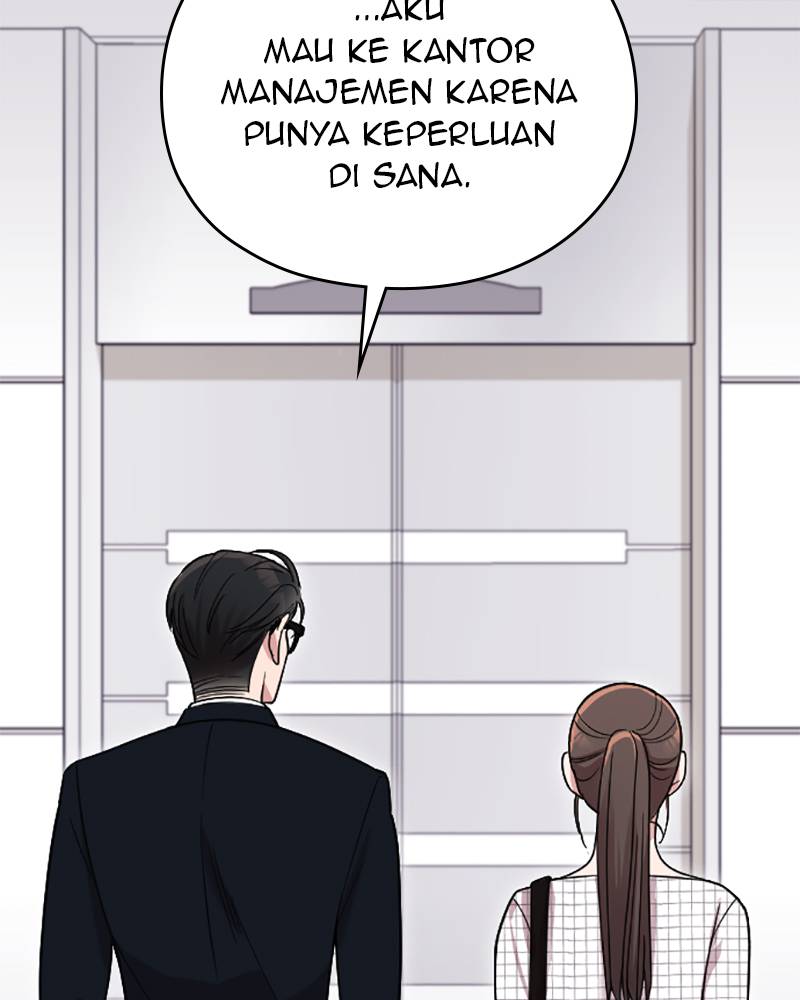 ...AKU
MAU KE KANTOR
MANAJEMEN KARENA
PUNYA KEPERLUAN
DI SANA.